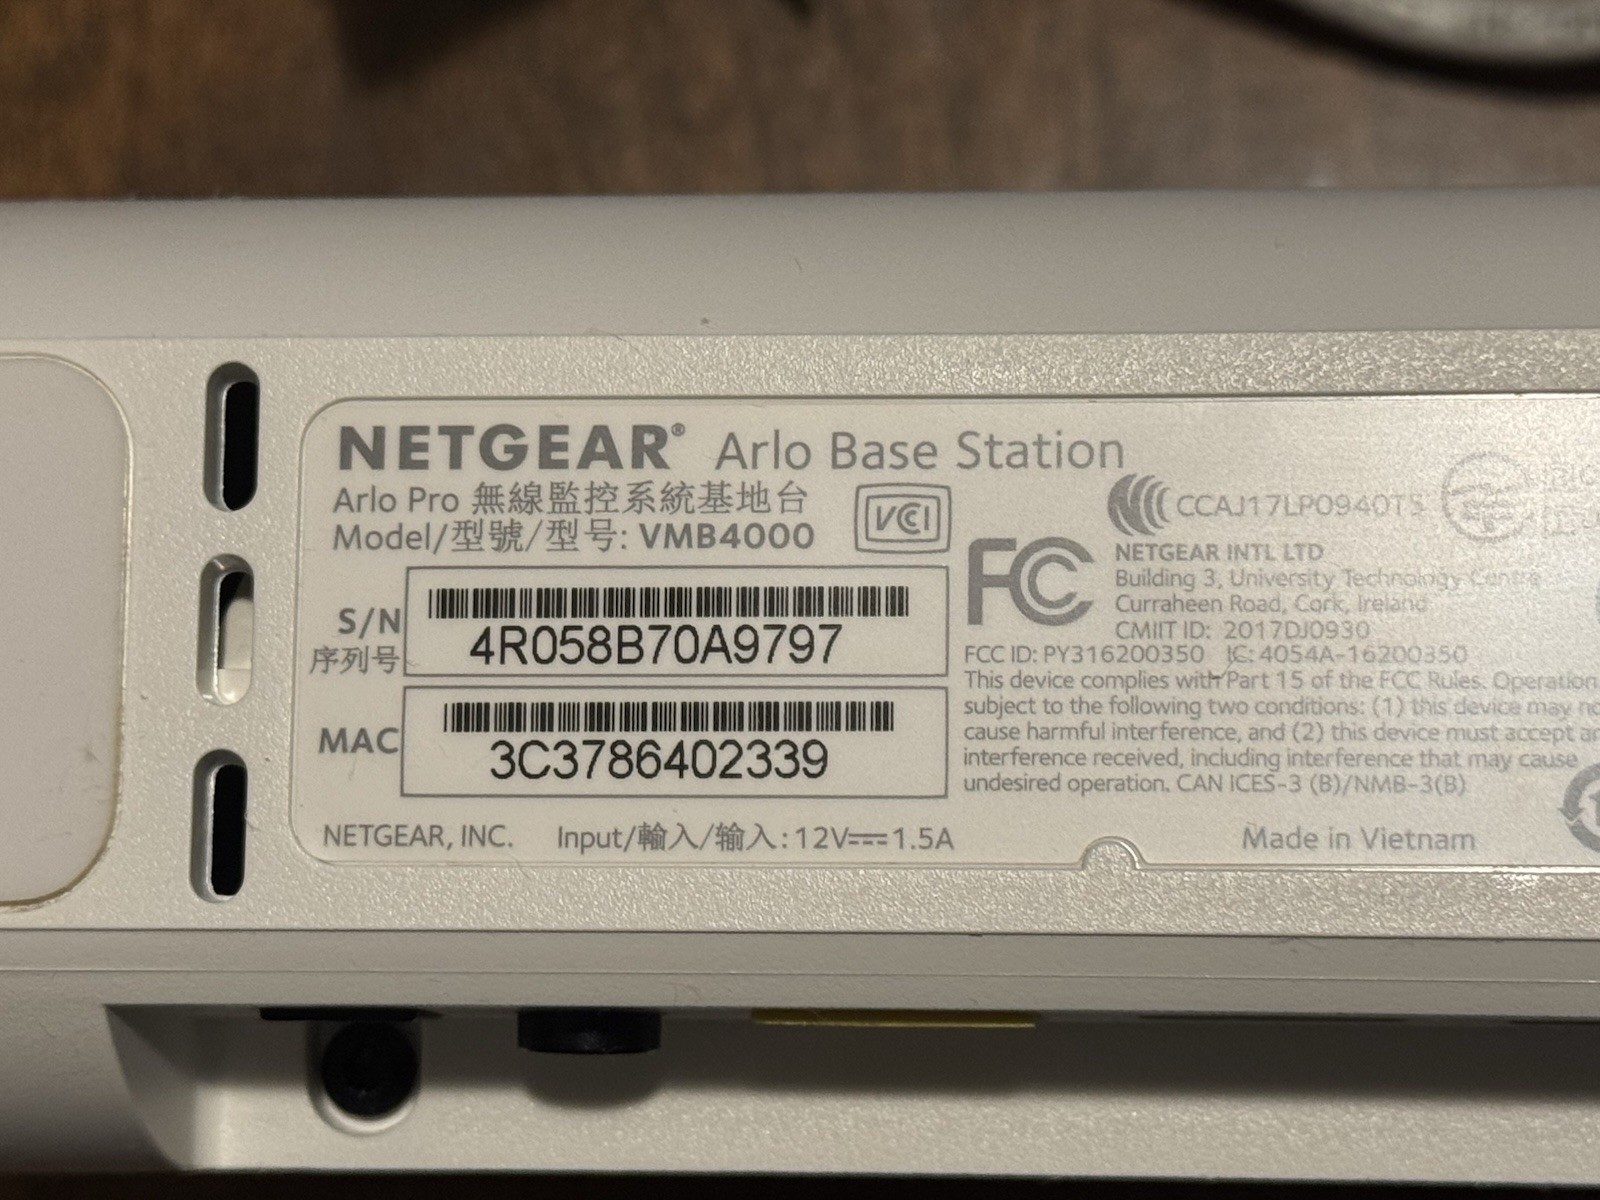 NETGEAR® Arlo Base Station
Arlo Pro 無線監控系統基地台
Model/型號/型号: VMB4000
VCCI
S/N
序列号
4R058B70A9797
MAC
3C3786402339
NETGEAR, INC. Input/輸入/输入: 12V⎓1.5A
CCAJ17LP0940T5
FC
NETGEAR INTL LTD
Building 3, University Technology Centre
Curraheen Road, Cork, Ireland
CMIIT ID: 2017DJ0930
FCC ID: PY316200350 IC: 4054A-16200350
This device complies with Part 15 of the FCC Rules. Operation
subject to the following two conditions: (1) this device may
cause harmful interference, and (2) this device must accept
interference received, including interference that may cause
undesired operation. CAN ICES-3 (B)/NMB-3(B)
Made in Vietnam